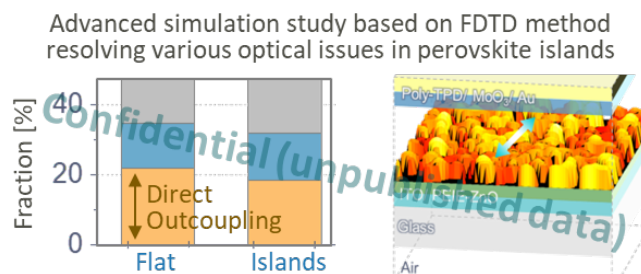 Advanced simulation study based on FDTD method
resolving various optical issues in perovskite islands
Fraction [%]
40
20
0
Direct
Outcoupling
Flat
Islands
Poly-TPD/ MoO3/ Au
ZnO
Glass
Air
Confidential (unpublished data)